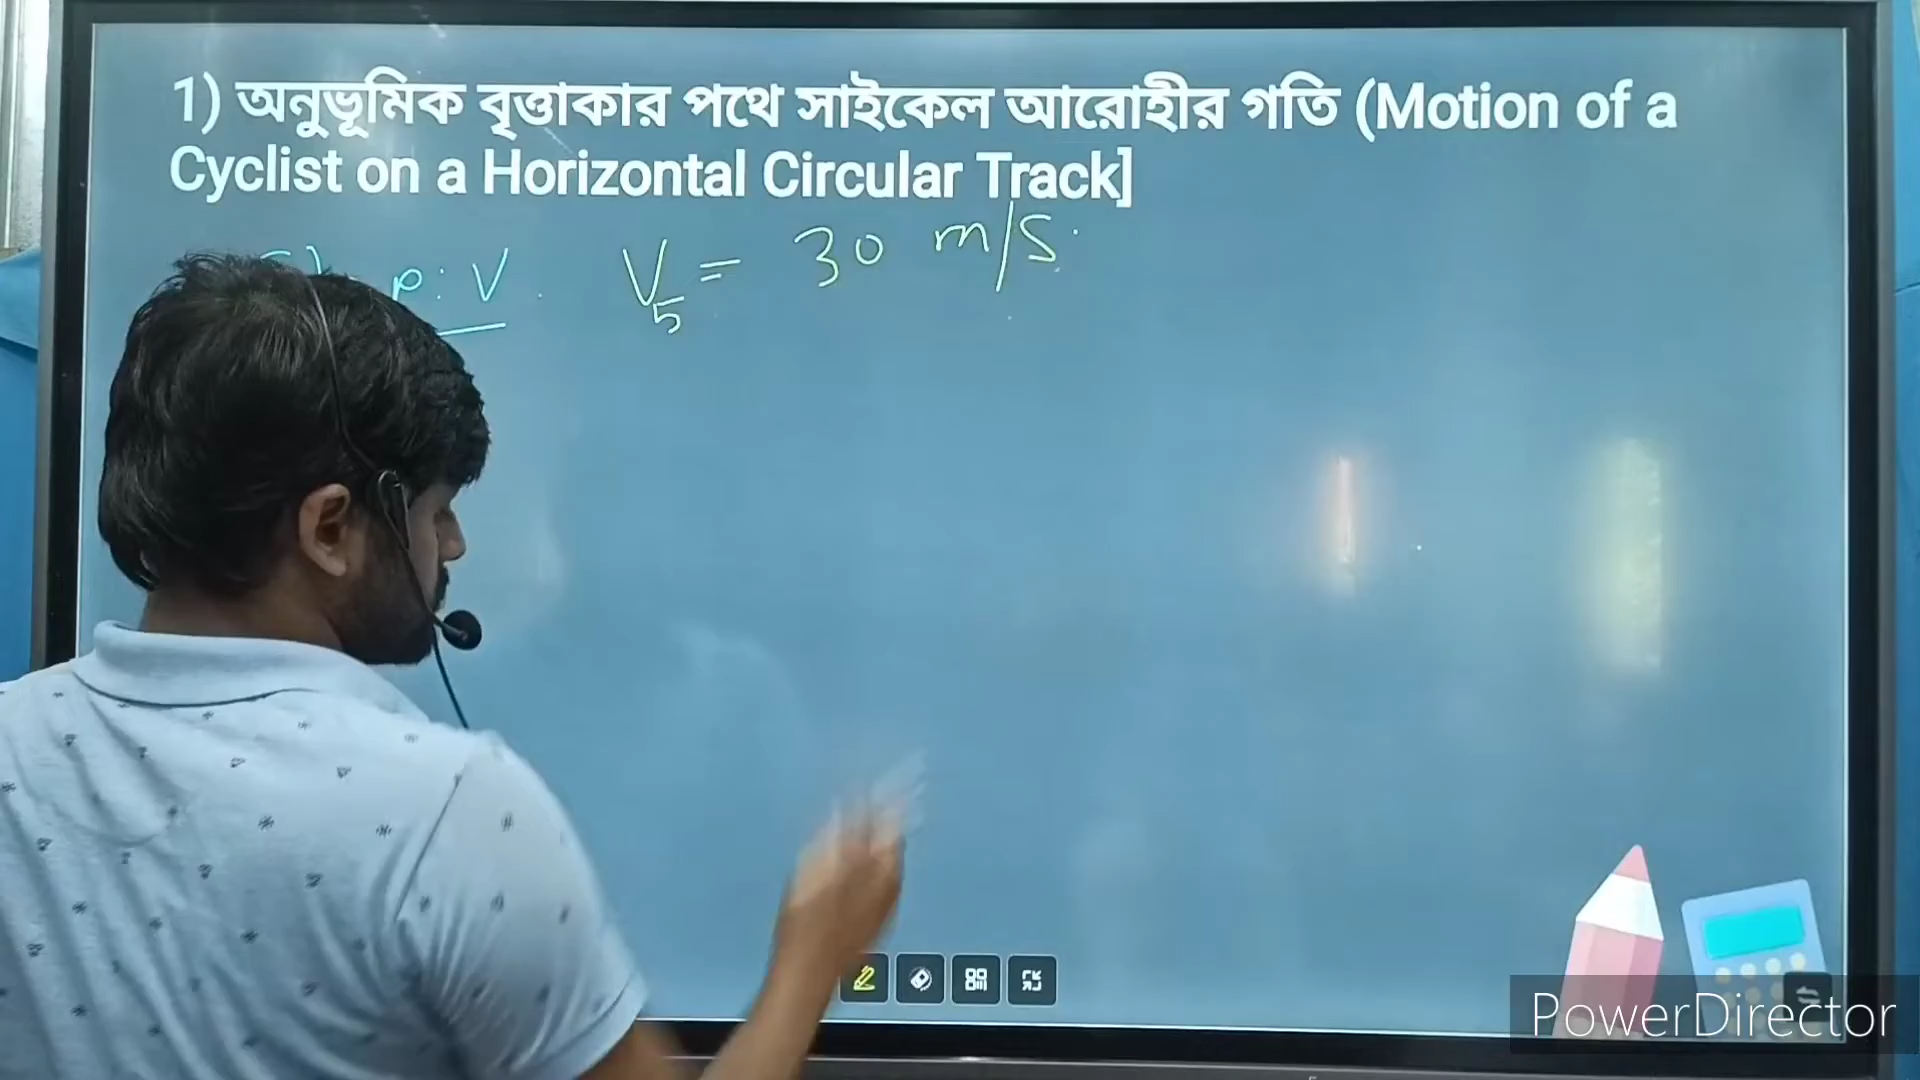 1) অনুভূমিক বৃত্তাকার পথে সাইকেল আরোহীর গতি (Motion of a
Cyclist on a Horizontal Circular Track]
p: V. V₅ = 30 m/s.
PowerDirector